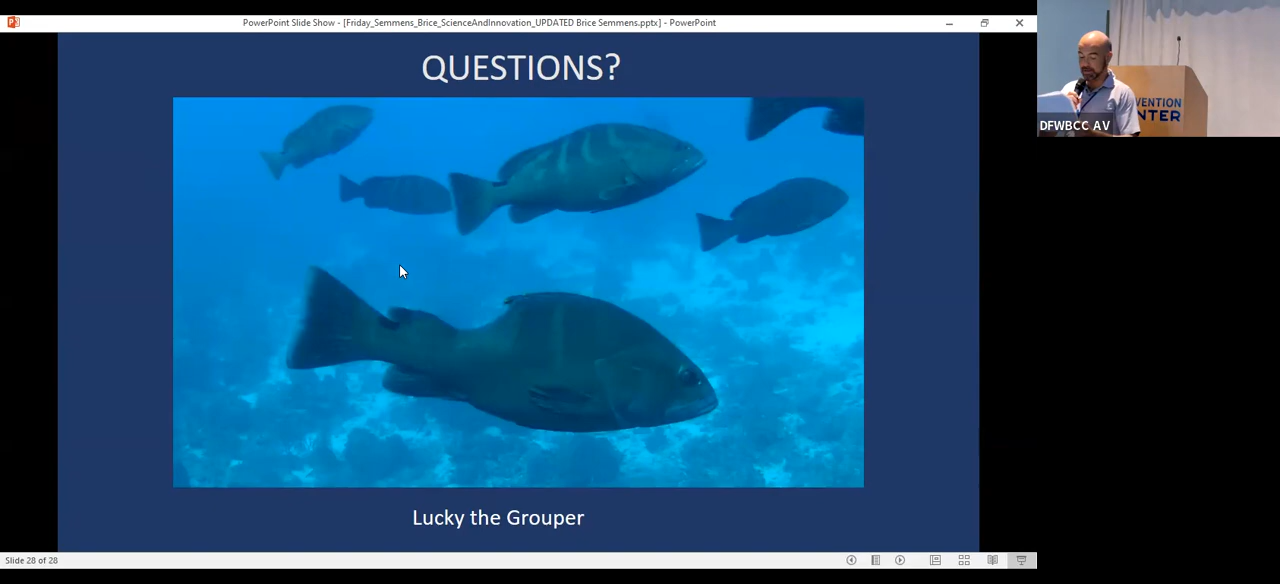 PowerPoint Slide Show - [Friday_Semmens_Brice_ScienceAndInnovation_UPDATED Brice Semmens.pptx] - PowerPoint
QUESTIONS?
VENTION
NTER
DFWBCC AV
Lucky the Grouper
Slide 28 of 28